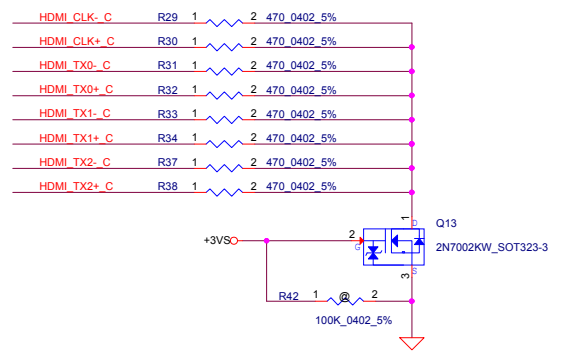 HDMI_CLK-_C R29 1 2 470_0402_5%
HDMI_CLK+_C R30 1 2 470_0402_5%
HDMI_TX0-_C R31 1 2 470_0402_5%
HDMI_TX0+_C R32 1 2 470_0402_5%
HDMI_TX1-_C R33 1 2 470_0402_5%
HDMI_TX1+_C R34 1 2 470_0402_5%
HDMI_TX2-_C R37 1 2 470_0402_5%
HDMI_TX2+_C R38 1 2 470_0402_5%
1 D Q13
+3VS 2 G 2N7002KW_SOT323-3
3 S
R42 1 @ 2
100K_0402_5%